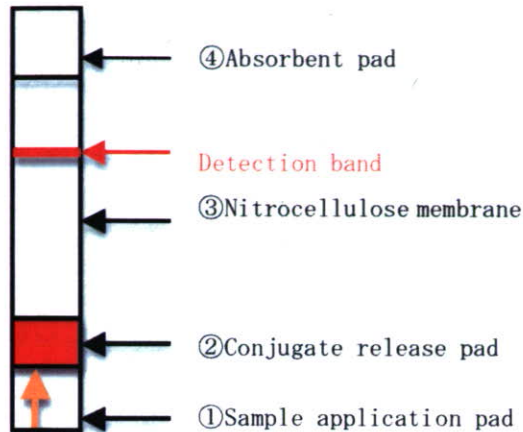 ④Absorbent pad
Detection band
③Nitrocellulose membrane
②Conjugate release pad
①Sample application pad